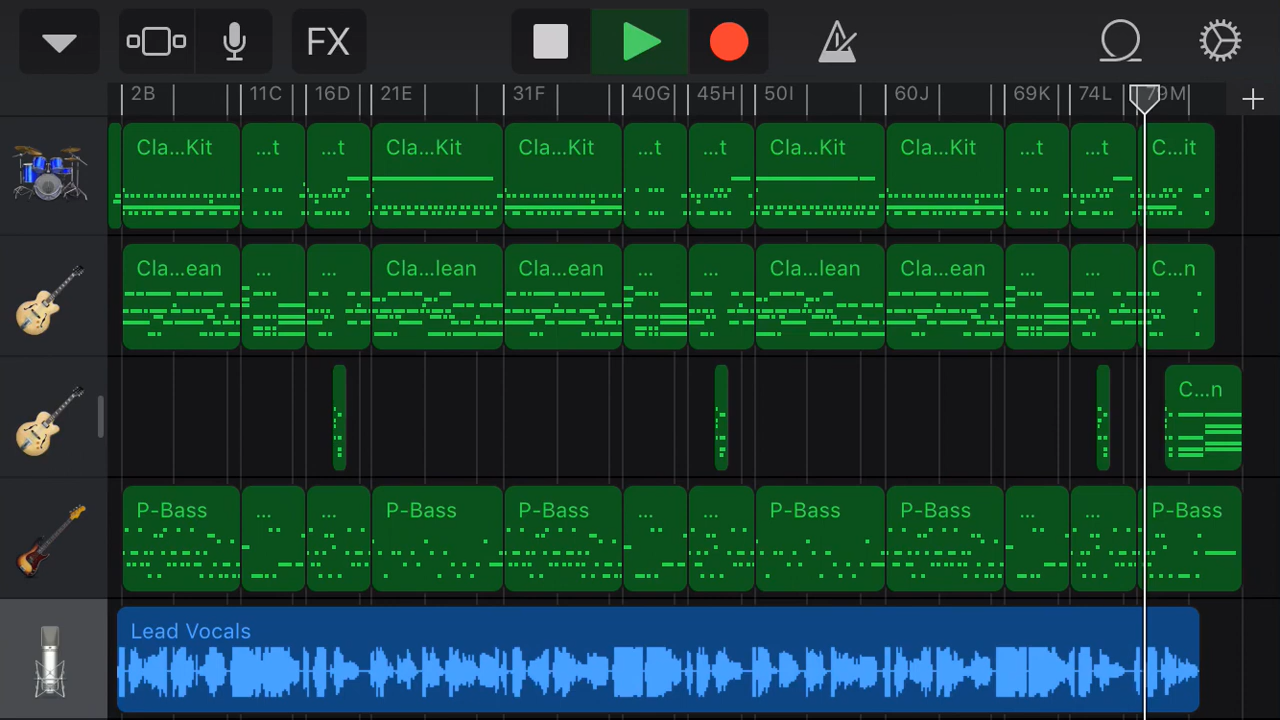 FX
2B 11C 16D 21E 31F 40G 45H 50I 60J 69K 74L 79M
Cla...Kit ...t ...t Cla...Kit Cla...Kit ...t ...t Cla...Kit Cla...Kit ...t ...t C...it
Cla...ean ... ... Cla...lean Cla...ean ... ... Cla...lean Cla...ean ... ... C...n
C...n
P-Bass ... ... P-Bass P-Bass ... ... P-Bass P-Bass ... ... P-Bass
Lead Vocals